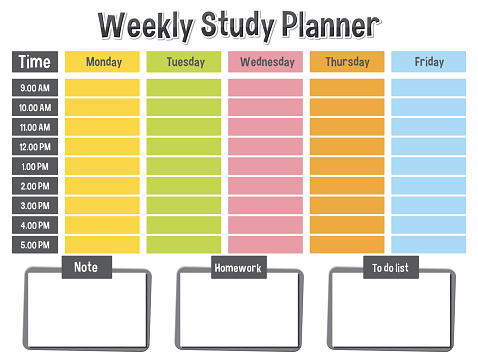 Weekly Study Planner
Time Monday Tuesday Wednesday Thursday Friday
9.00 AM
10.00 AM
11.00 AM
12.00 PM
1.00 PM
2.00 PM
3.00 PM
4.00 PM
5.00 PM
Note Homework To do list